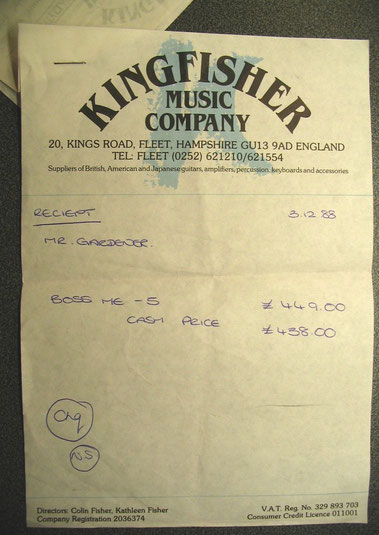 KINGFISHER
MUSIC
COMPANY
20, KINGS ROAD, FLEET, HAMPSHIRE GU13 9AD ENGLAND
TEL: FLEET (0252) 621210/621554
Suppliers of British, American and Japanese guitars, amplifiers, percussion, keyboards and accessories
RECIEPT 3.12 88
MR. GARDENER.
BOSS ME - 5 £ 449.00
CASH PRICE £ 438.00
Chq
N.S
Directors: Colin Fisher, Kathleen Fisher
Company Registration 2036374
V.A.T. Reg. No. 329 893 703
Consumer Credit Licence 011001